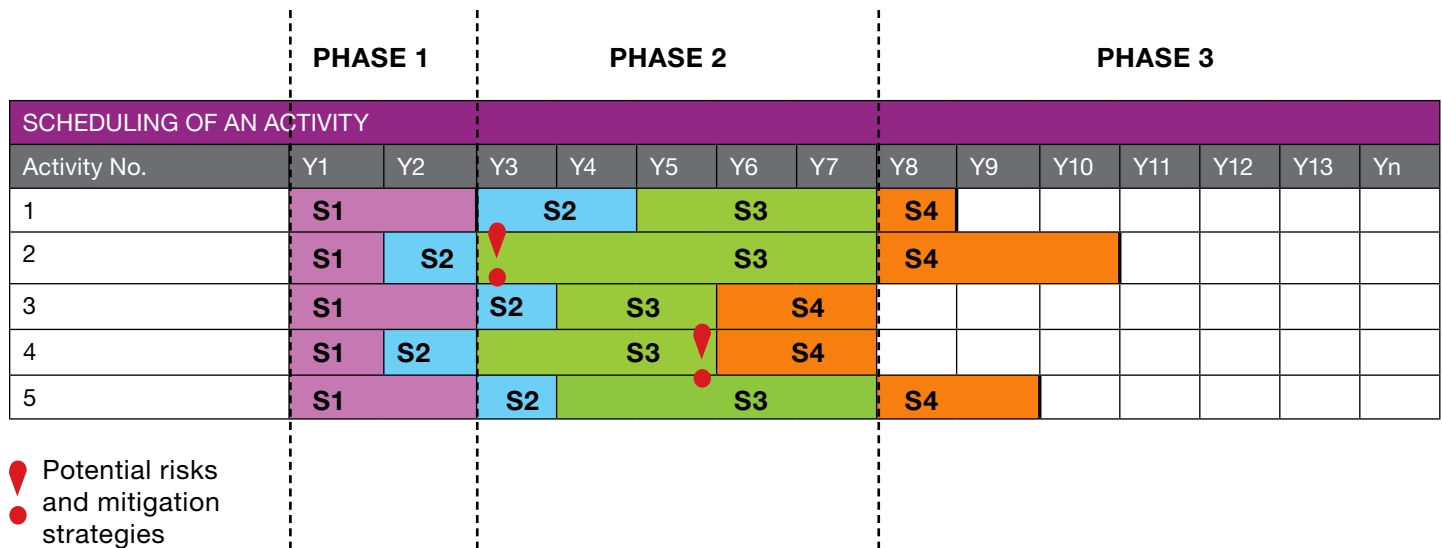 PHASE 1 PHASE 2 PHASE 3
SCHEDULING OF AN ACTIVITY
Activity No. Y1 Y2 Y3 Y4 Y5 Y6 Y7 Y8 Y9 Y10 Y11 Y12 Y13 Yn
1 S1 S2 S3 S4
2 S1 S2 S3 S4
3 S1 S2 S3 S4
4 S1 S2 S3 S4
5 S1 S2 S3 S4
Potential risks
and mitigation
strategies